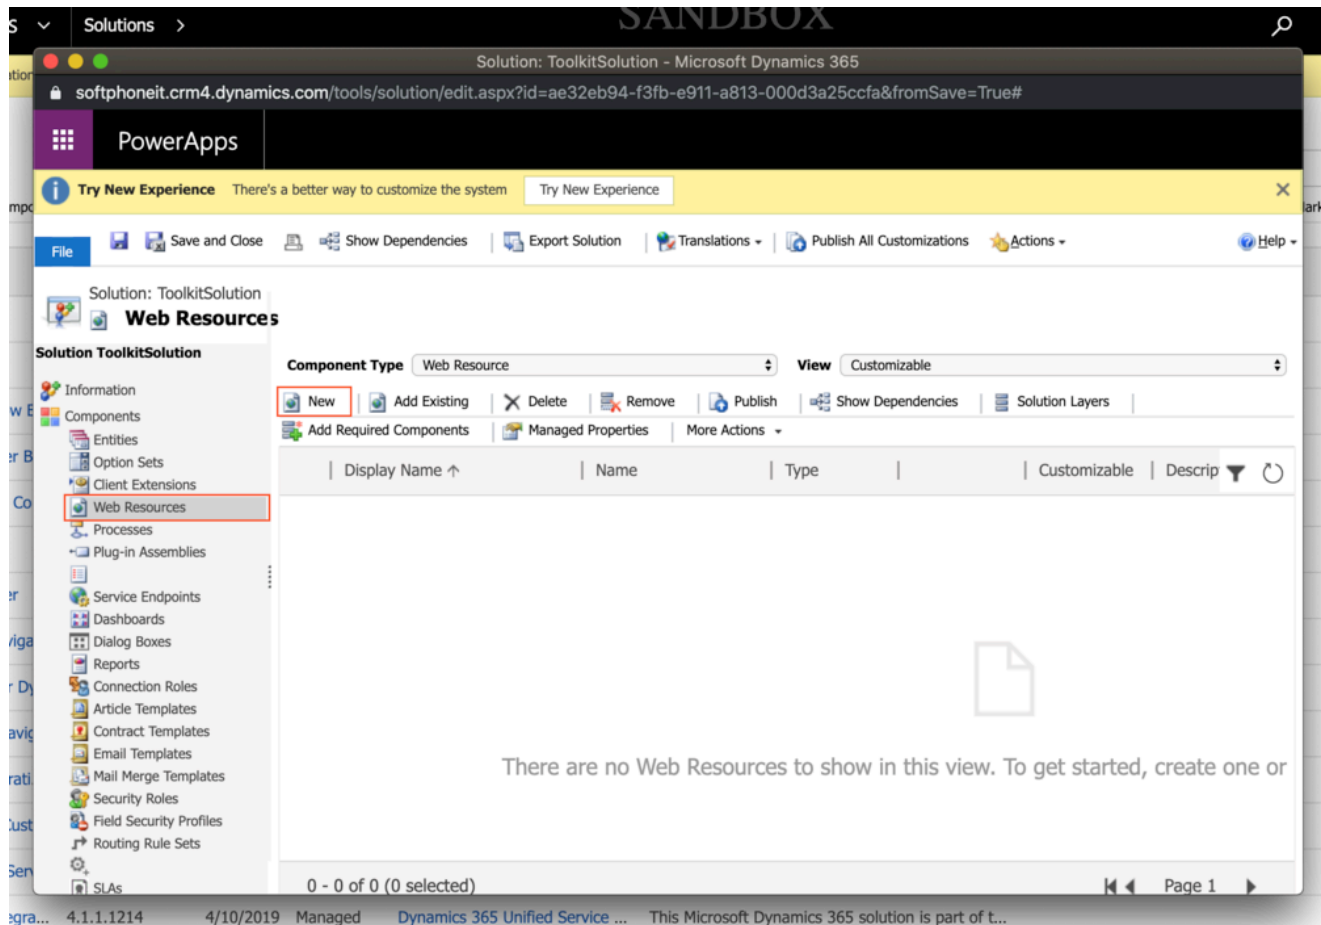 SANDBOX
Solutions >
Solution: ToolkitSolution - Microsoft Dynamics 365
softphoneit.crm4.dynamics.com/tools/solution/edit.aspx?id=ae32eb94-f3fb-e911-a813-000d3a25ccfa&fromSave=True#
PowerApps
Try New Experience There's a better way to customize the system Try New Experience
File Save and Close Show Dependencies Export Solution Translations Publish All Customizations Actions Help
Solution: ToolkitSolution
Web Resources
Solution ToolkitSolution
Information
Components
Entities
Option Sets
Client Extensions
Web Resources
Processes
Plug-in Assemblies
Service Endpoints
Dashboards
Dialog Boxes
Reports
Connection Roles
Article Templates
Contract Templates
Email Templates
Mail Merge Templates
Security Roles
Field Security Profiles
Routing Rule Sets
SLAs
Component Type Web Resource View Customizable
New Add Existing Delete Remove Publish Show Dependencies Solution Layers
Add Required Components Managed Properties More Actions
Display Name ↑ Name Type Customizable Descrip
There are no Web Resources to show in this view. To get started, create one or
0 - 0 of 0 (0 selected) Page 1
egra... 4.1.1.1214 4/10/2019 Managed Dynamics 365 Unified Service ... This Microsoft Dynamics 365 solution is part of t...